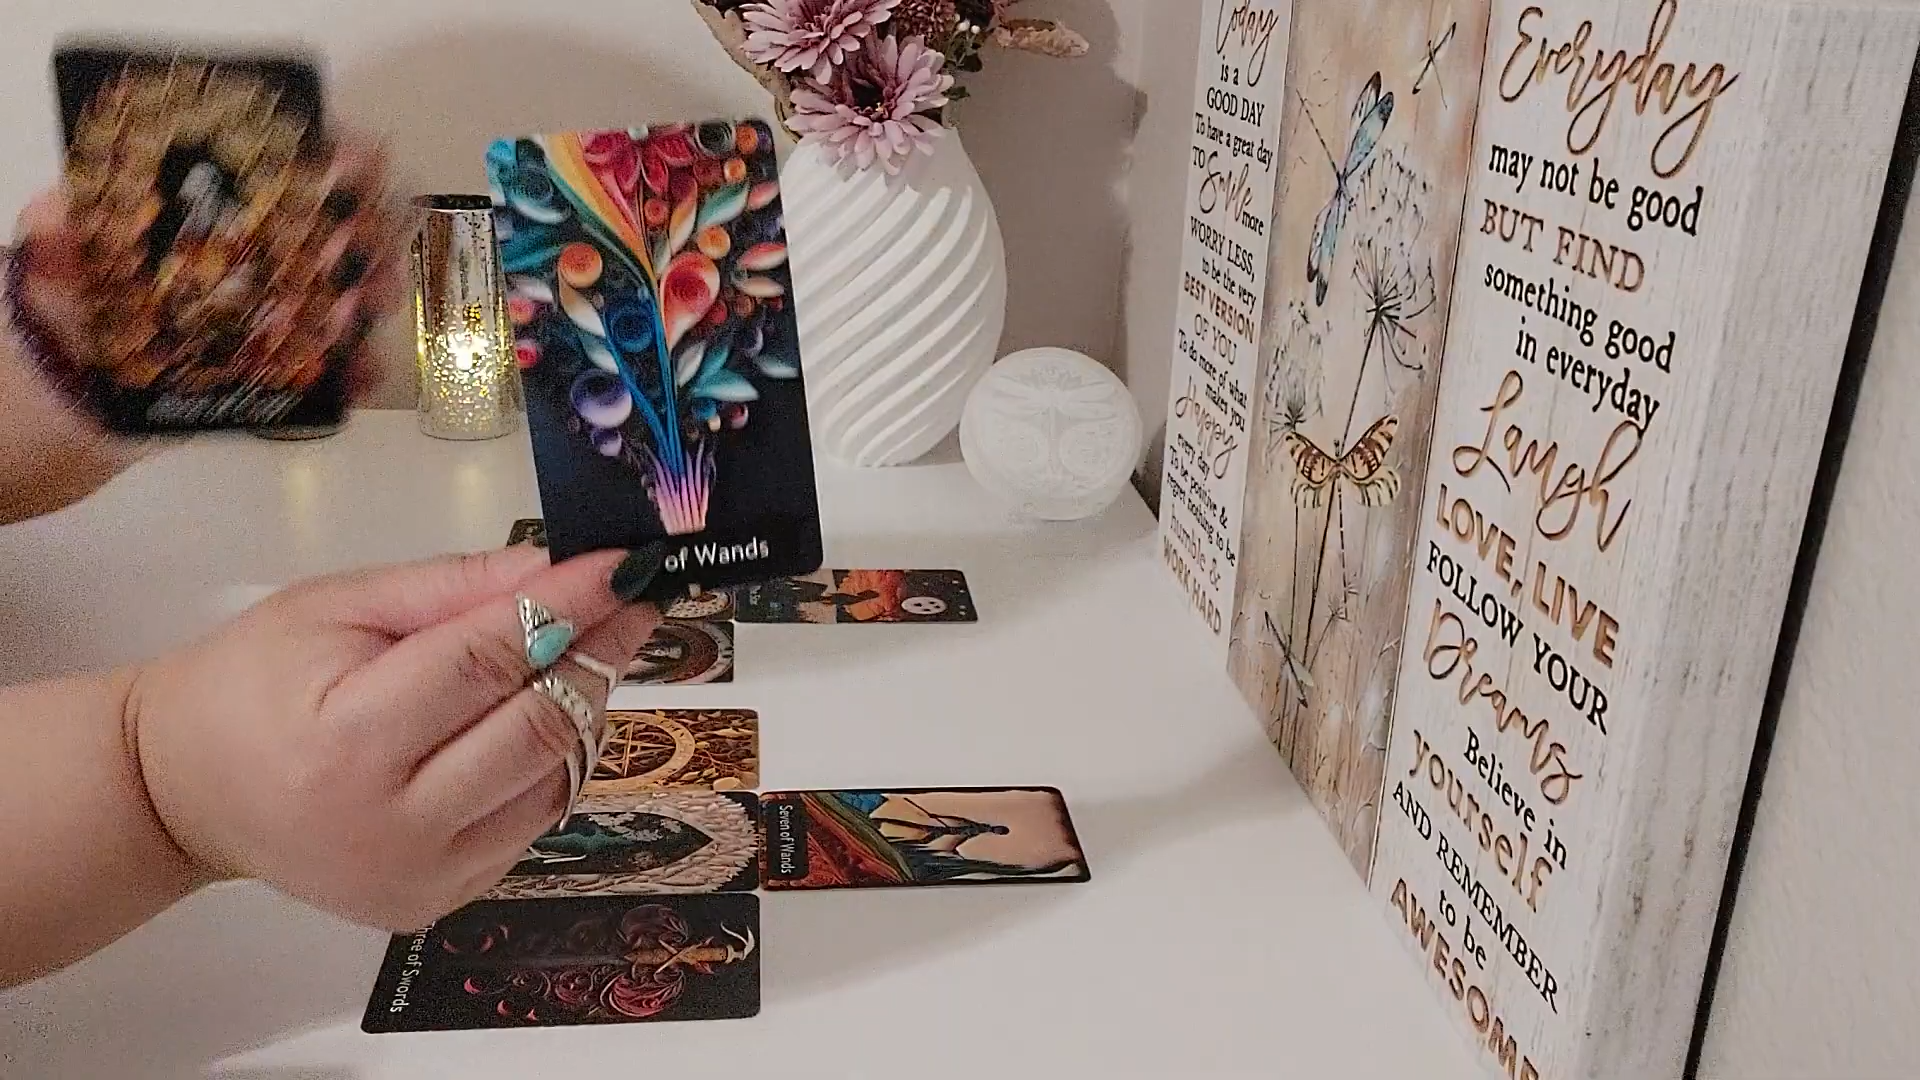 of Wands
Seven of Wands
Three of Swords
Today
is a
GOOD DAY
To have a great day
TO Smile more
WORRY LESS,
to be the very
BEST VERSION
OF YOU
To do more of what
makes you
Happy
every day
To be positive &
regret nothing to be
humble &
WORK HARD
Everyday
may not be good
BUT FIND
something good
in everyday
Laugh
LOVE, LIVE
FOLLOW YOUR
Dreams
Believe in
yourself
AND REMEMBER
to be
AWESOME